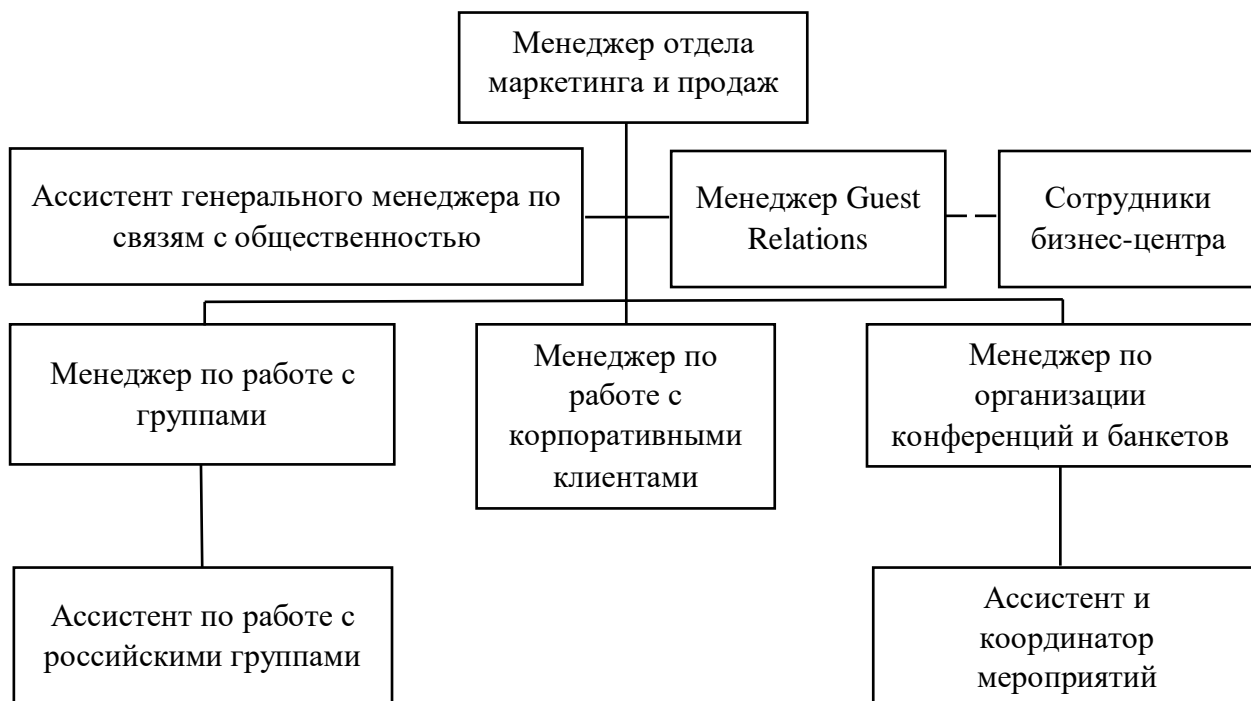 Менеджер отдела
маркетинга и продаж
Ассистент генерального менеджера по
связям с общественностью
Менеджер Guest
Relations
Сотрудники
бизнес-центра
Менеджер по работе с
группами
Менеджер по
работе с
корпоративными
клиентами
Менеджер по
организации
конференций и банкетов
Ассистент по работе с
российскими группами
Ассистент и
координатор
мероприятий